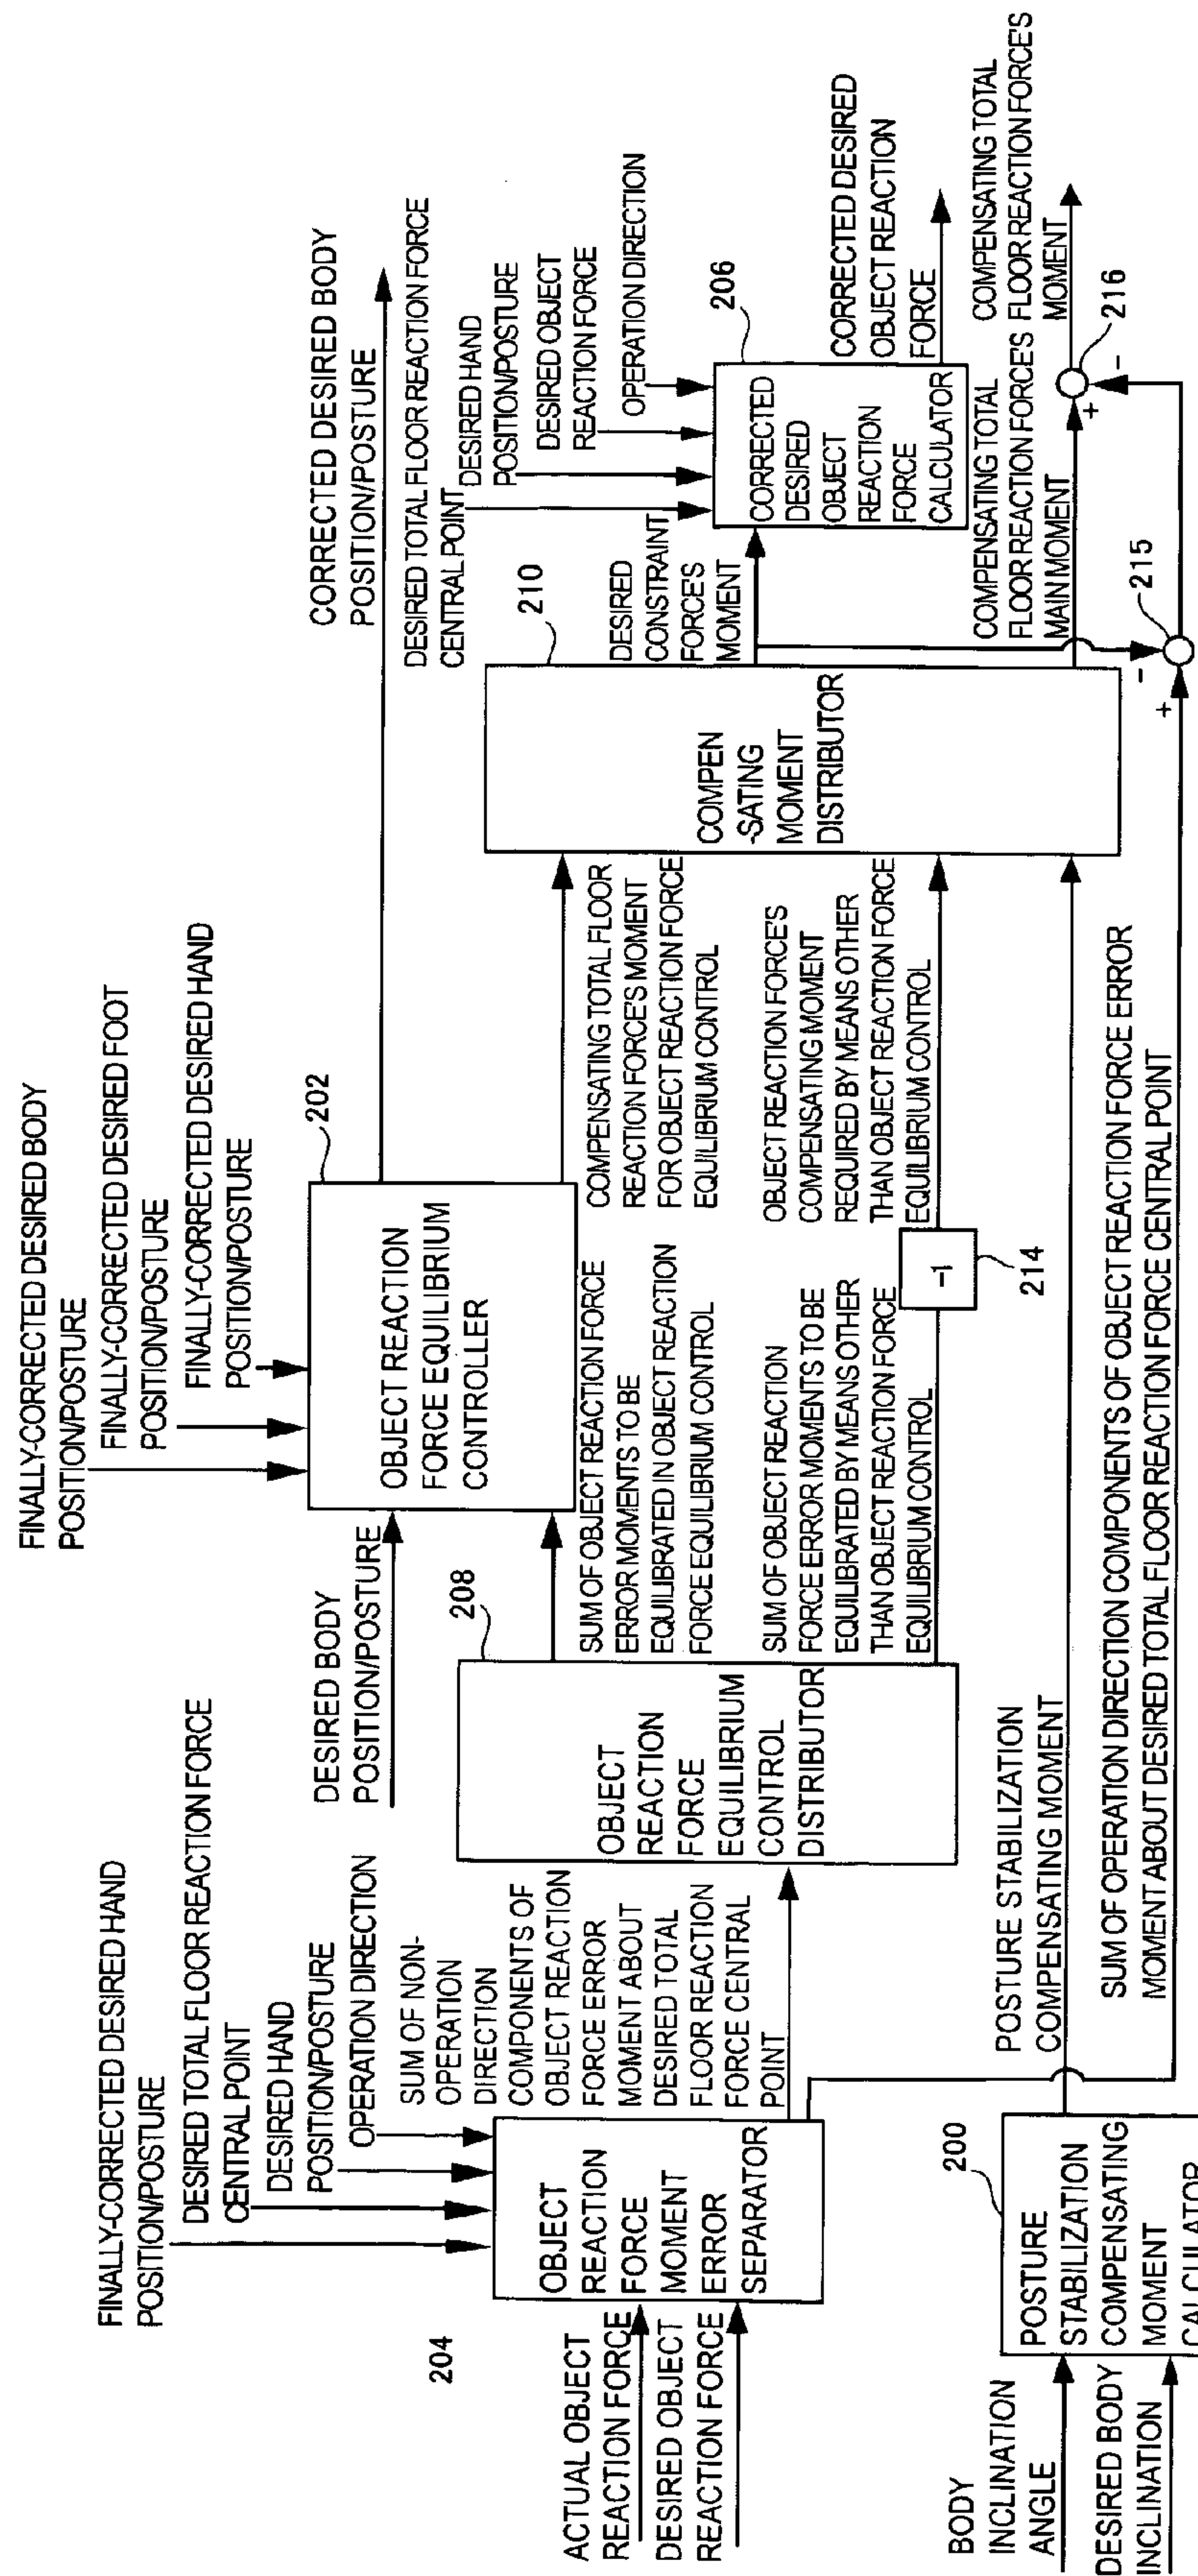 FINALLY-CORRECTED DESIRED HAND
POSITION/POSTURE
DESIRED TOTAL FLOOR REACTION FORCE
CENTRAL POINT
DESIRED HAND
POSITION/POSTURE
OPERATION DIRECTION
204
ACTUAL OBJECT
REACTION FORCE
DESIRED OBJECT
REACTION FORCE
OBJECT
REACTION
FORCE
MOMENT
ERROR
SEPARATOR
SUM OF NON-
OPERATION
DIRECTION
COMPONENTS OF
OBJECT REACTION
FORCE ERROR
MOMENT ABOUT
DESIRED TOTAL
FLOOR REACTION
FORCE CENTRAL
POINT
BODY
INCLINATION
ANGLE
DESIRED BODY
INCLINATION
200
POSTURE
STABILIZATION
COMPENSATING
MOMENT
CALCULATOR
POSTURE STABILIZATION
COMPENSATING MOMENT
SUM OF OPERATION DIRECTION COMPONENTS OF OBJECT REACTION FORCE ERROR
MOMENT ABOUT DESIRED TOTAL FLOOR REACTION FORCE CENTRAL POINT
208
OBJECT
REACTION
FORCE
EQUILIBRIUM
CONTROL
DISTRIBUTOR
DESIRED BODY
POSITION/POSTURE
FINALLY-CORRECTED DESIRED BODY
POSITION/POSTURE
FINALLY-CORRECTED DESIRED FOOT
POSITION/POSTURE
FINALLY-CORRECTED DESIRED HAND
POSITION/POSTURE
202
OBJECT REACTION
FORCE EQUILIBRIUM
CONTROLLER
SUM OF OBJECT REACTION FORCE
ERROR MOMENTS TO BE
EQUILIBRATED IN OBJECT REACTION
FORCE EQUILIBRIUM CONTROL
SUM OF OBJECT REACTION
FORCE ERROR MOMENTS TO BE
EQUILIBRATED BY MEANS OTHER
THAN OBJECT REACTION FORCE
EQUILIBRIUM CONTROL
-1
214
COMPENSATING TOTAL FLOOR
REACTION FORCE'S MOMENT
FOR OBJECT REACTION FORCE
EQUILIBRIUM CONTROL
OBJECT REACTION FORCE'S
COMPENSATING MOMENT
REQUIRED BY MEANS OTHER
THAN OBJECT REACTION FORCE
EQUILIBRIUM CONTROL
210
COMPEN
-SATING
MOMENT
DISTRIBUTOR
CORRECTED DESIRED BODY
POSITION/POSTURE
DESIRED TOTAL FLOOR REACTION FORCE
CENTRAL POINT
DESIRED HAND
POSITION/POSTURE
DESIRED OBJECT
REACTION FORCE
OPERATION DIRECTION
DESIRED
CONSTRAINT
FORCE'S
MOMENT
206
CORRECTED
DESIRED
OBJECT
REACTION
FORCE
CALCULATOR
CORRECTED DESIRED
OBJECT REACTION
FORCE
COMPENSATING TOTAL
FLOOR REACTION FORCE'S
MAIN MOMENT
COMPENSATING TOTAL
FLOOR REACTION FORCE'S
MOMENT
+
-
215
+
-
216